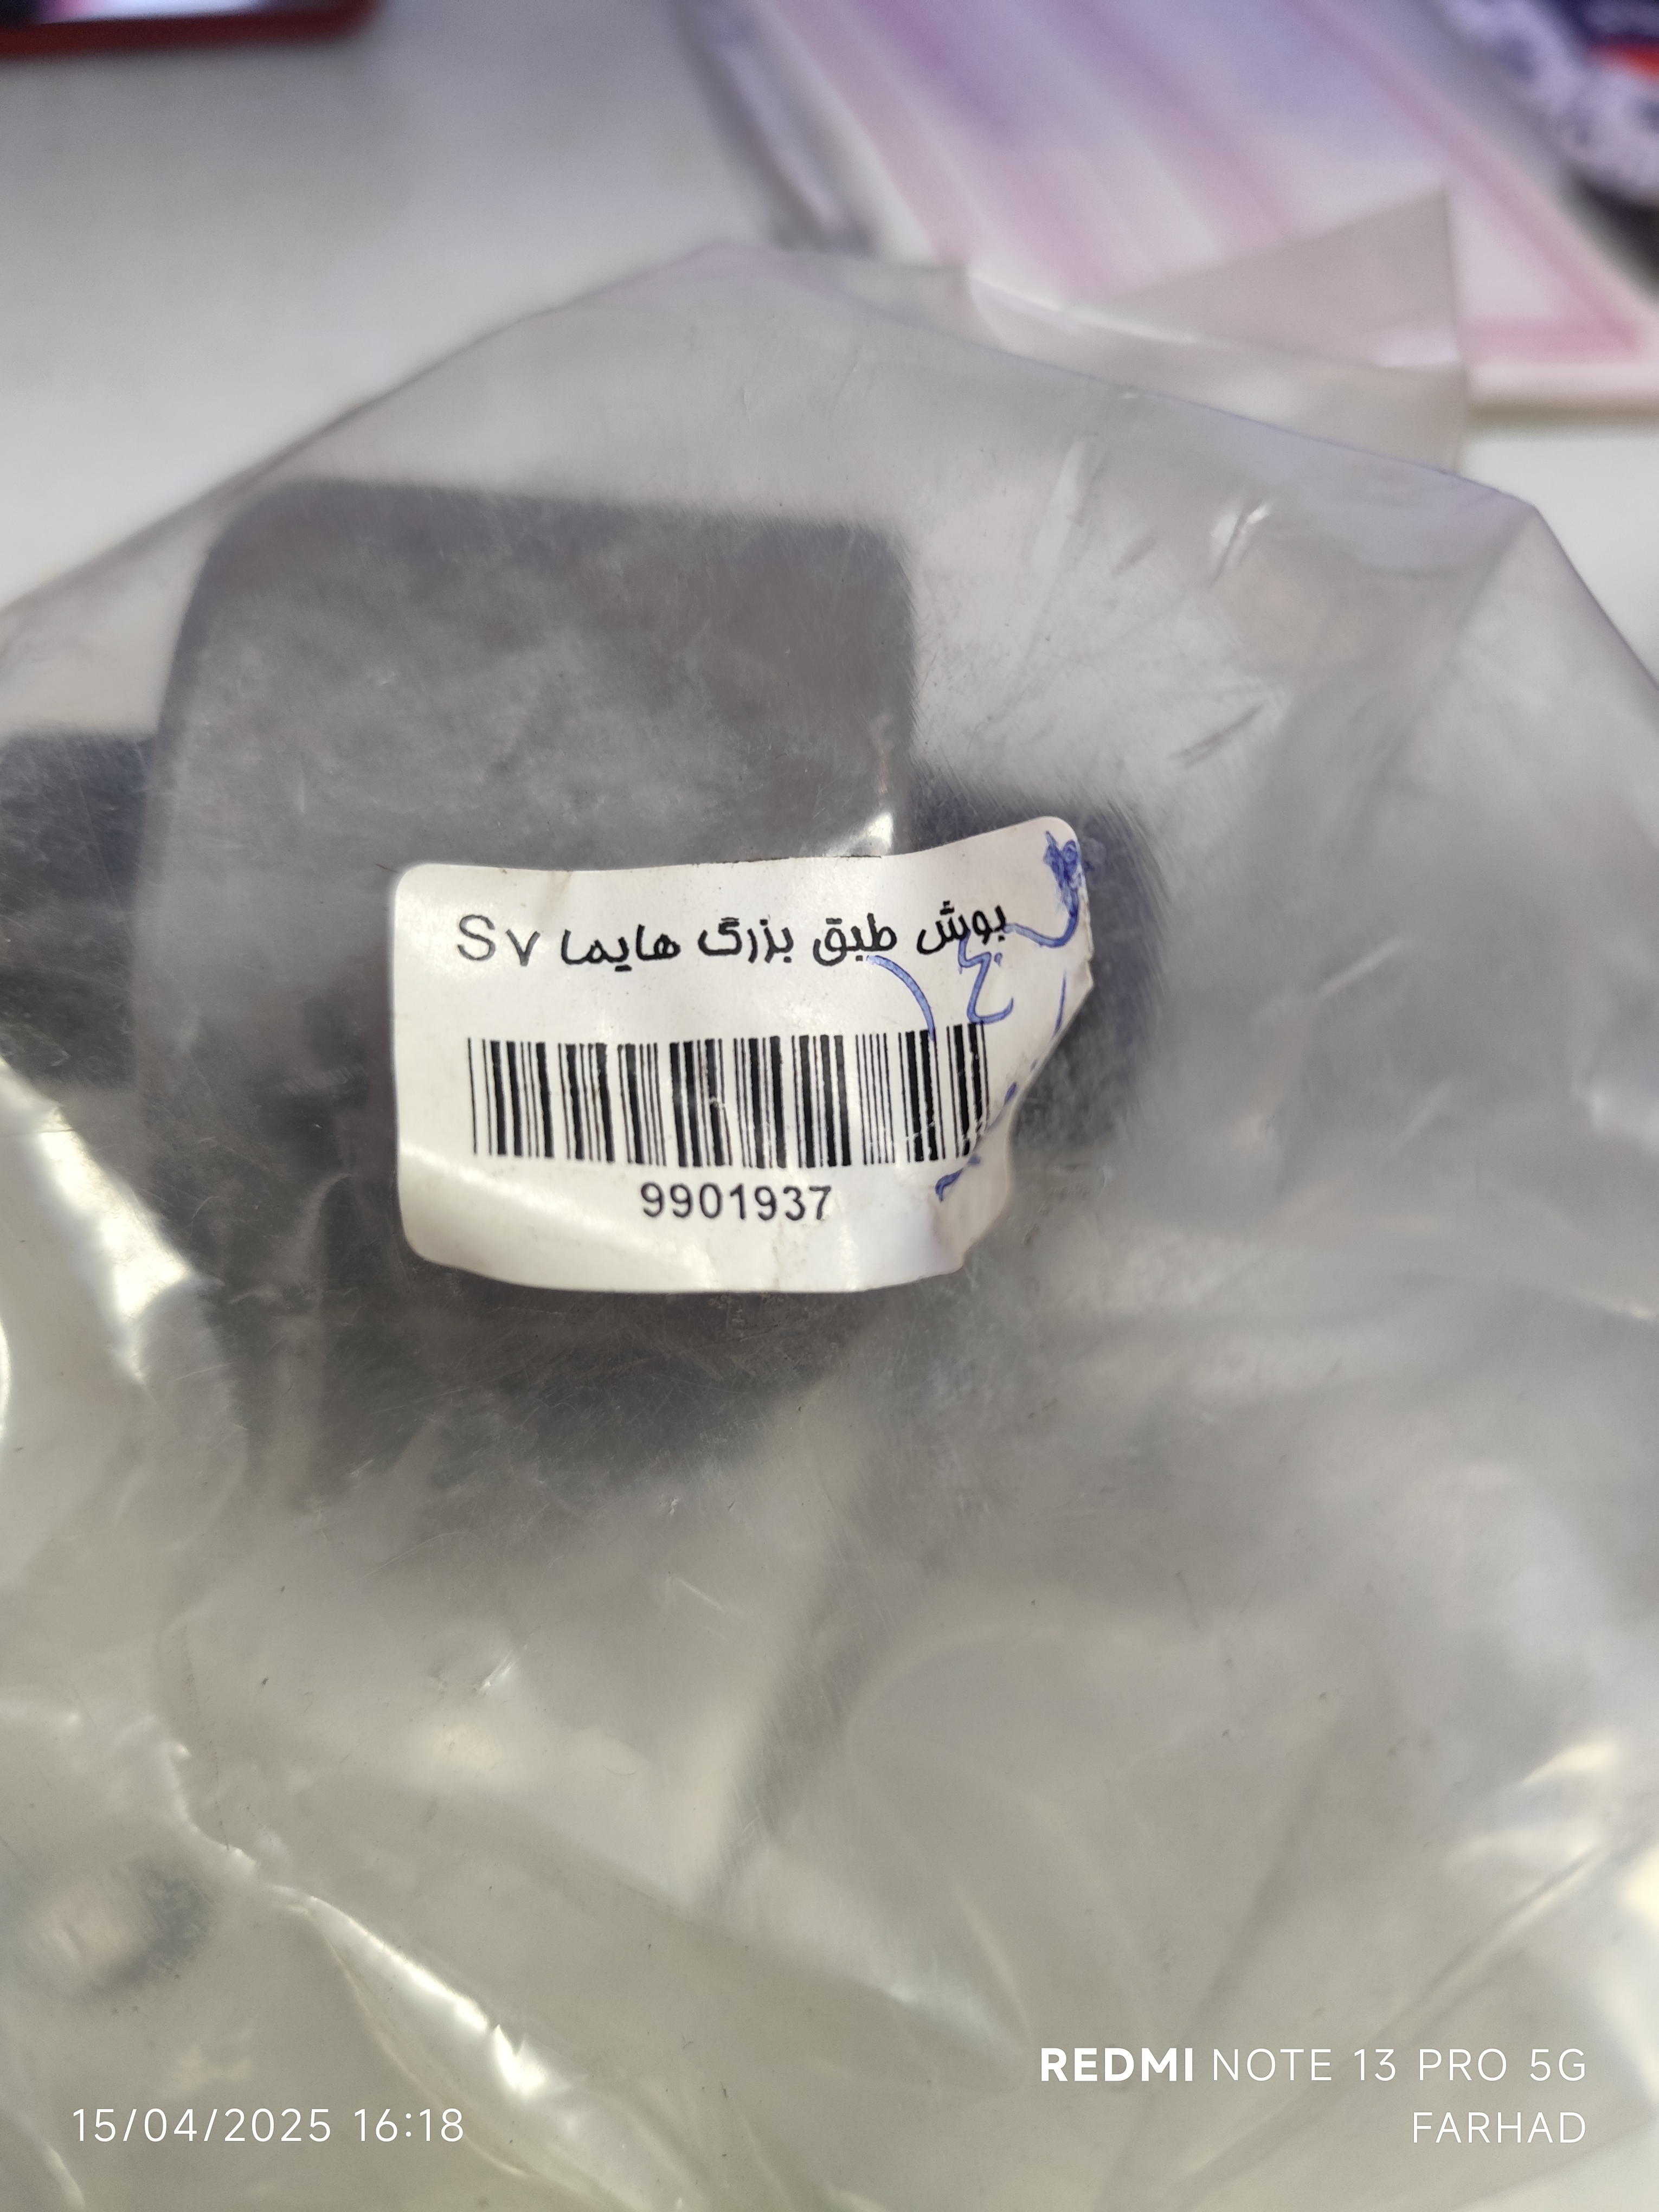 بوش طبق بزرگ هایما S۷
9901937
REDMI NOTE 13 PRO 5G
15/04/2025 16:18
FARHAD